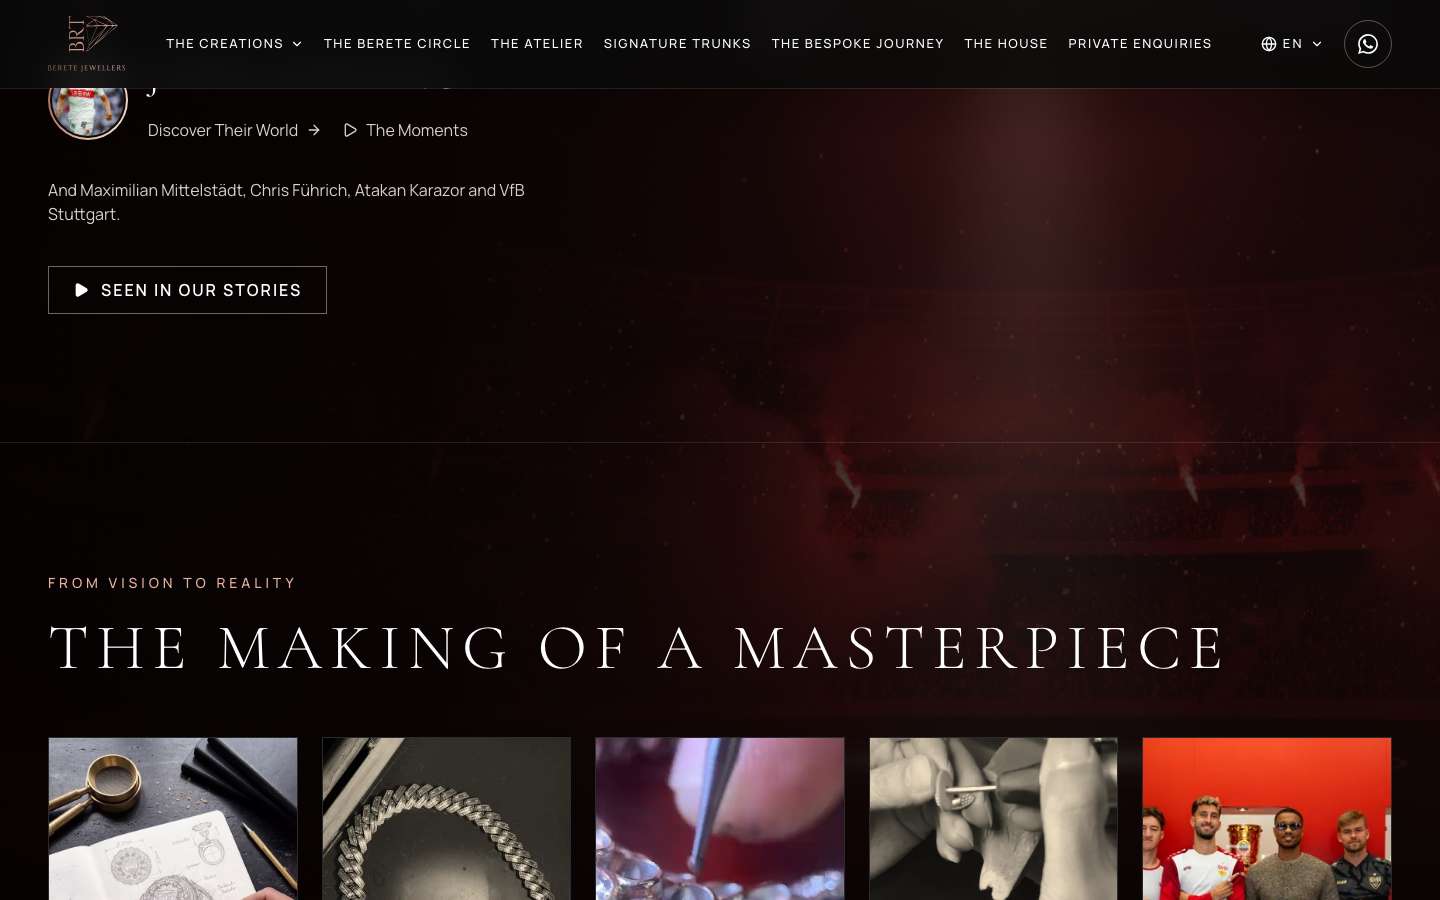 BRT
BERETE JEWELLERS
THE CREATIONS
THE BERETE CIRCLE
THE ATELIER
SIGNATURE TRUNKS
THE BESPOKE JOURNEY
THE HOUSE
PRIVATE ENQUIRIES
EN
Discover Their World
The Moments
And Maximilian Mittelstädt, Chris Führich, Atakan Karazor and VfB
Stuttgart.
SEEN IN OUR STORIES
FROM VISION TO REALITY
THE MAKING OF A MASTERPIECE